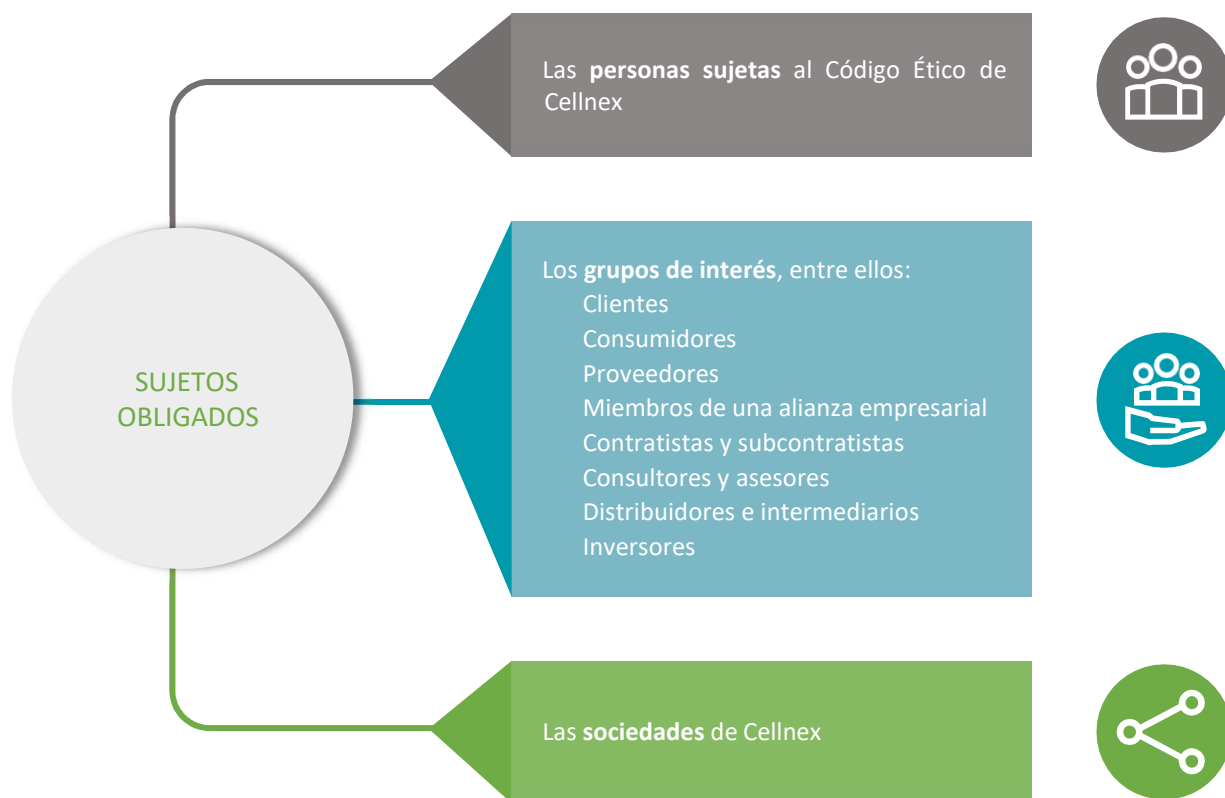 Las personas sujetas al Código Ético de
Cellnex
Los grupos de interés, entre ellos:
Clientes
Consumidores
Proveedores
Miembros de una alianza empresarial
Contratistas y subcontratistas
Consultores y asesores
Distribuidores e intermediarios
Inversores
SUJETOS
OBLIGADOS
Las sociedades de Cellnex